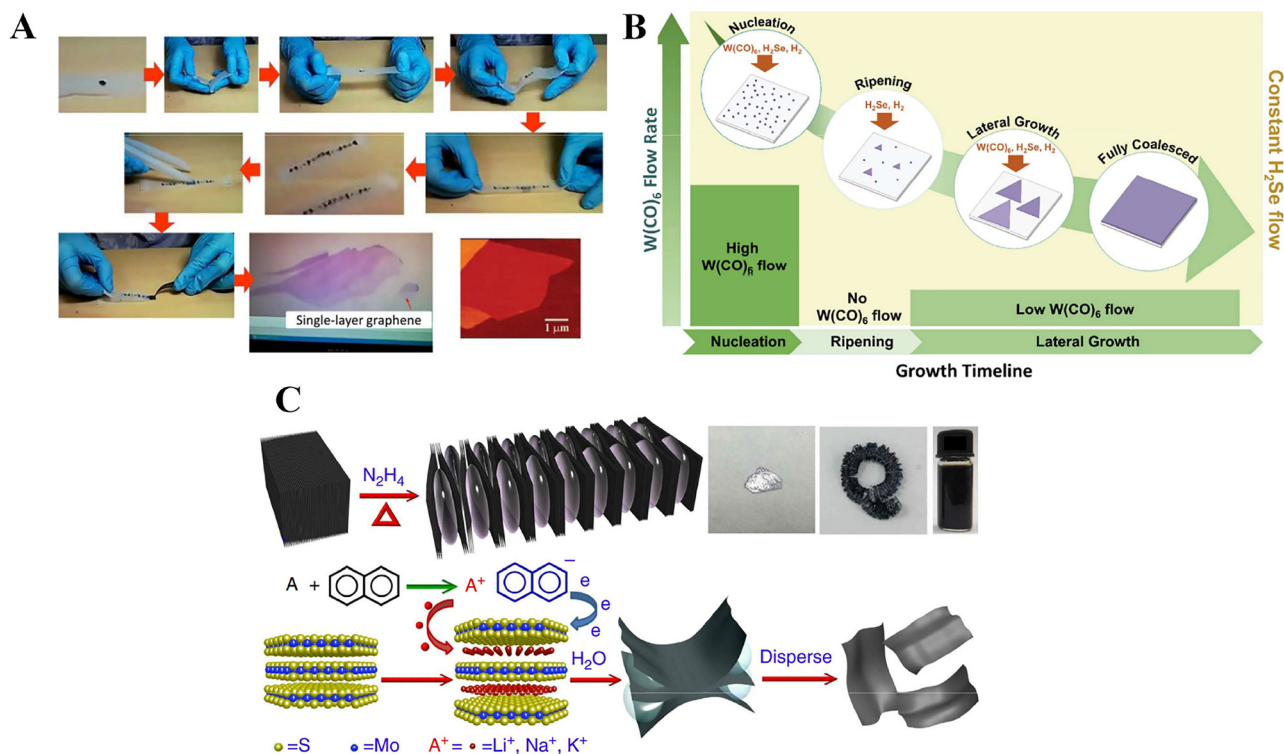 A
Single-layer graphene
1 μm
B
W(CO)₆ Flow Rate
Nucleation
W(CO)₆, H₂Se, H₂
Ripening
H₂Se, H₂
Lateral Growth
W(CO)₆, H₂Se, H₂
Fully Coalesced
Constant H₂Se flow
High
W(CO)₆ flow
No
W(CO)₆ flow
Low W(CO)₆ flow
Nucleation
Ripening
Lateral Growth
Growth Timeline
C
N₂H₄
A +
A⁺
−
e
e
e
H₂O
Disperse
=S
=Mo
A⁺=
=Li⁺, Na⁺, K⁺